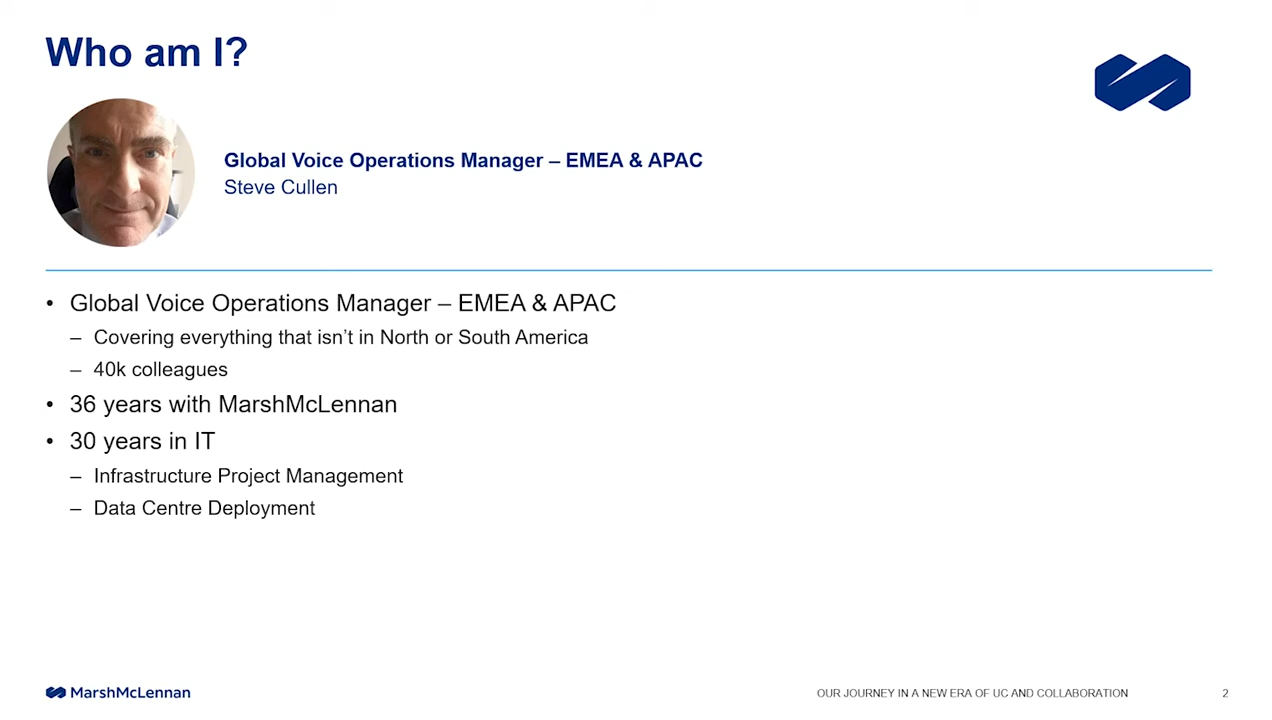 Who am I?
Global Voice Operations Manager – EMEA & APAC
Steve Cullen
• Global Voice Operations Manager – EMEA & APAC
– Covering everything that isn’t in North or South America
– 40k colleagues
• 36 years with MarshMcLennan
• 30 years in IT
– Infrastructure Project Management
– Data Centre Deployment
MarshMcLennan
OUR JOURNEY IN A NEW ERA OF UC AND COLLABORATION
2